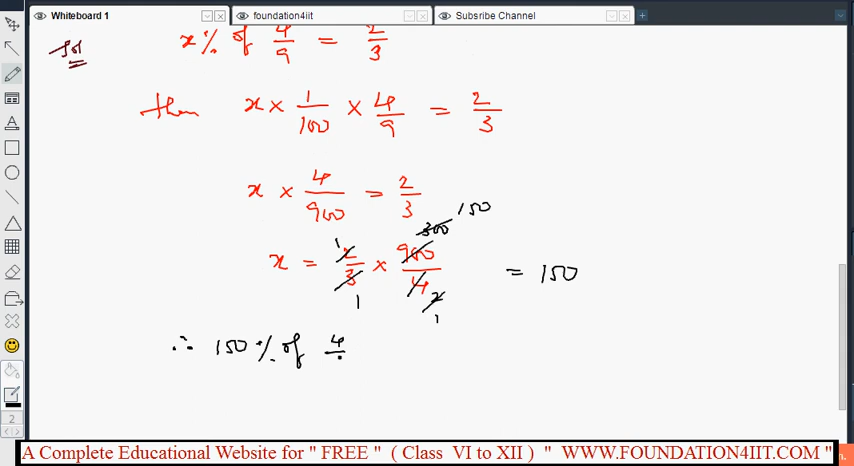 Whiteboard 1
foundation4iit
Subsribe Channel
Sol
x% of 4/9 = 2/3
then x × 1/100 × 4/9 = 2/3
x × 4/900 = 2/3
300 150
x = 2/3 × 900/4 = 150
1 1 2 1
∴ 150% of 4/
2
A Complete Educational Website for " FREE " ( Class VI to XII ) " WWW.FOUNDATION4IIT.COM "